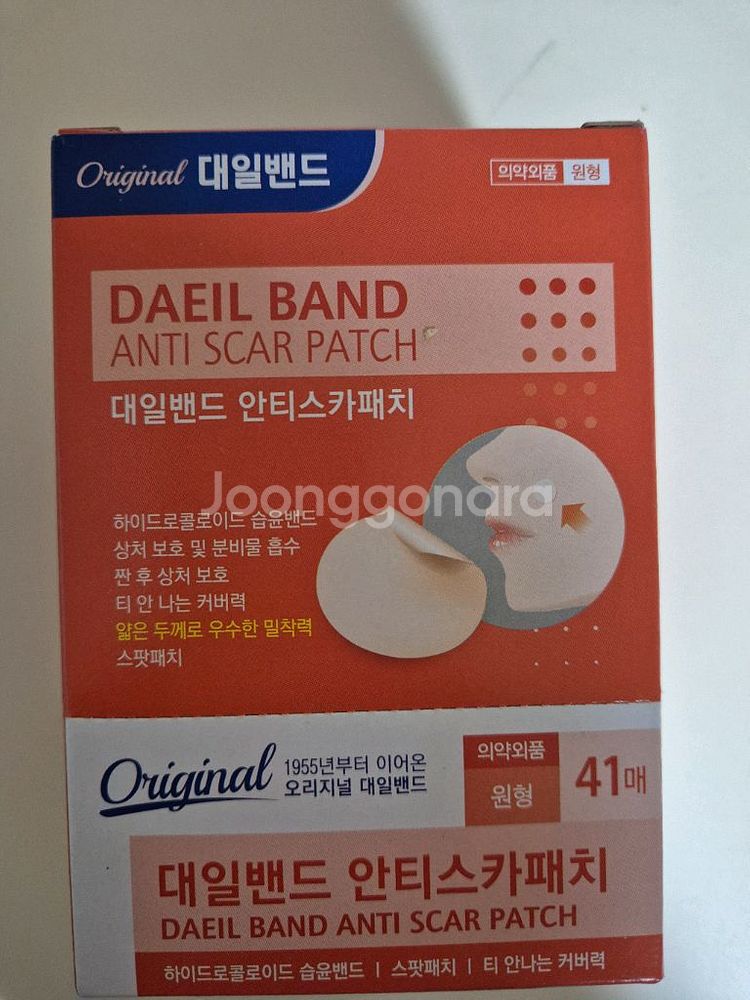 Original 대일밴드
의약외품 원형
DAEIL BAND
ANTI SCAR PATCH
대일밴드 안티스카패치
Joonggonara
하이드로콜로이드 습윤밴드
상처 보호 및 분비물 흡수
짠 후 상처 보호
티 안 나는 커버력
얇은 두께로 우수한 밀착력
스팟패치
Original
1955년부터 이어온
오리지널 대일밴드
의약외품
원형
41매
대일밴드 안티스카패치
DAEIL BAND ANTI SCAR PATCH
하이드로콜로이드 습윤밴드 | 스팟패치 | 티 안나는 커버력